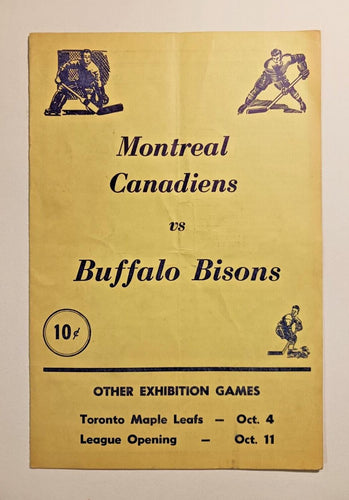 Montreal
Canadiens
vs
Buffalo Bisons
10¢
OTHER EXHIBITION GAMES
Toronto Maple Leafs — Oct. 4
League Opening — Oct. 11